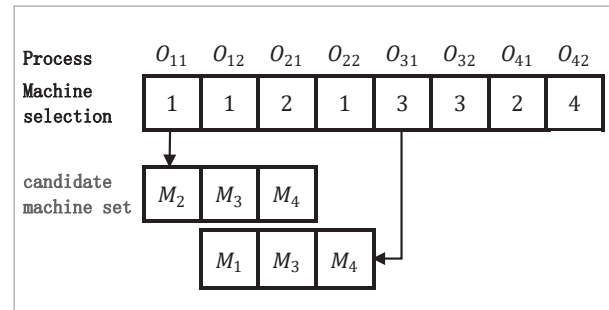 Process O11 O12 O21 O22 O31 O32 O41 O42
Machine
selection 1 1 2 1 3 3 2 4
candidate
machine set M2 M3 M4
M1 M3 M4